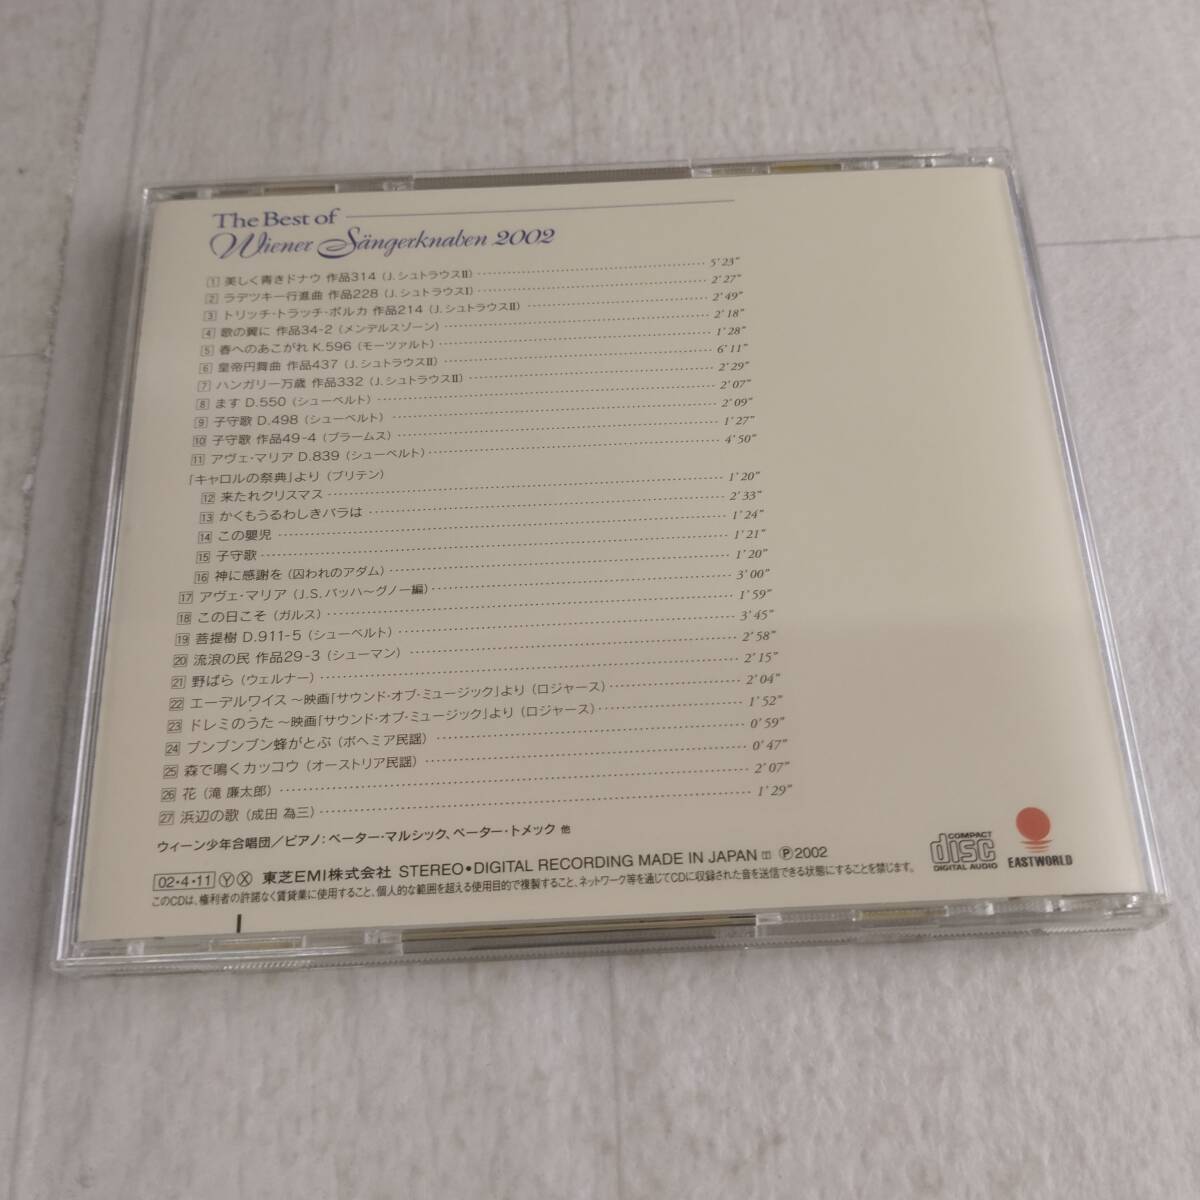 The Best of
Wiener Sängerknaben 2002
1 美しく青きドナウ 作品314 (J.シュトラウスII) 5'23"
2 ラデツキー行進曲 作品228 (J.シュトラウスI) 2'27"
3 トリッチ・トラッチ・ポルカ 作品214 (J.シュトラウスII) 2'49"
4 歌の翼に 作品34-2 (メンデルスゾーン) 2'18"
5 春へのあこがれ K.596 (モーツァルト) 1'28"
6 皇帝円舞曲 作品437 (J.シュトラウスII) 6'11"
7 ハンガリー万歳 作品332 (J.シュトラウスII) 2'29"
8 ます D.550 (シューベルト) 2'07"
9 子守歌 D.498 (シューベルト) 2'09"
10 子守歌 作品49-4 (ブラームス) 1'27"
11 アヴェ・マリア D.839 (シューベルト) 4'50"
「キャロルの祭典」より (ブリテン)
12 来たれクリスマス 1'20"
13 かくもうるわしきバラは 2'33"
14 この嬰児 1'24"
15 子守歌 1'21"
16 神に感謝を (囚われのアダム) 1'20"
17 アヴェ・マリア (J.S.バッハ〜グノー編) 3'00"
18 この日こそ (ガルス) 1'59"
19 菩提樹 D.911-5 (シューベルト) 3'45"
20 流浪の民 作品29-3 (シューマン) 2'58"
21 野ばら (ウェルナー) 2'15"
22 エーデルワイス 〜映画「サウンド・オブ・ミュージック」より (ロジャース) 2'04"
23 ドレミのうた 〜映画「サウンド・オブ・ミュージック」より (ロジャース) 1'52"
24 ブンブンブン蜂がとぶ (ボヘミア民謡) 0'59"
25 森で鳴くカッコウ (オーストリア民謡) 0'47"
26 花 (滝 廉太郎) 2'07"
27 浜辺の歌 (成田 為三) 1'29"
ウィーン少年合唱団／ピアノ：ペーター・マルシック、ペーター・トメック 他
02・4・11 Ⓨ Ⓧ 東芝EMI株式会社 STEREO・DIGITAL RECORDING MADE IN JAPAN ℗2002
このCDは、権利者の許諾なく賃貸業に使用すること、個人的な範囲を超える使用目的で複製すること、ネットワーク等を通じてCDに収録された音を送信できる状態にすることを禁じます。
COMPACT
disc
DIGITAL AUDIO
EASTWORLD